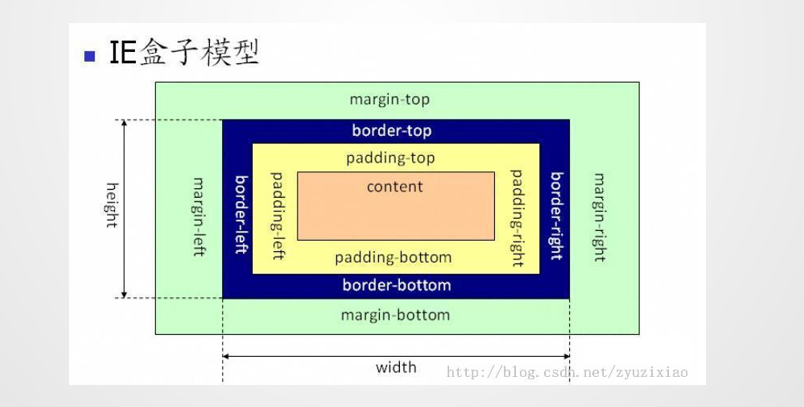 IE盒子模型
margin-top
border-top
padding-top
content
height
margin-left
border-left
padding-left
padding-right
border-right
margin-right
padding-bottom
border-bottom
margin-bottom
width
http://blog.csdn.net/zyuzixiao